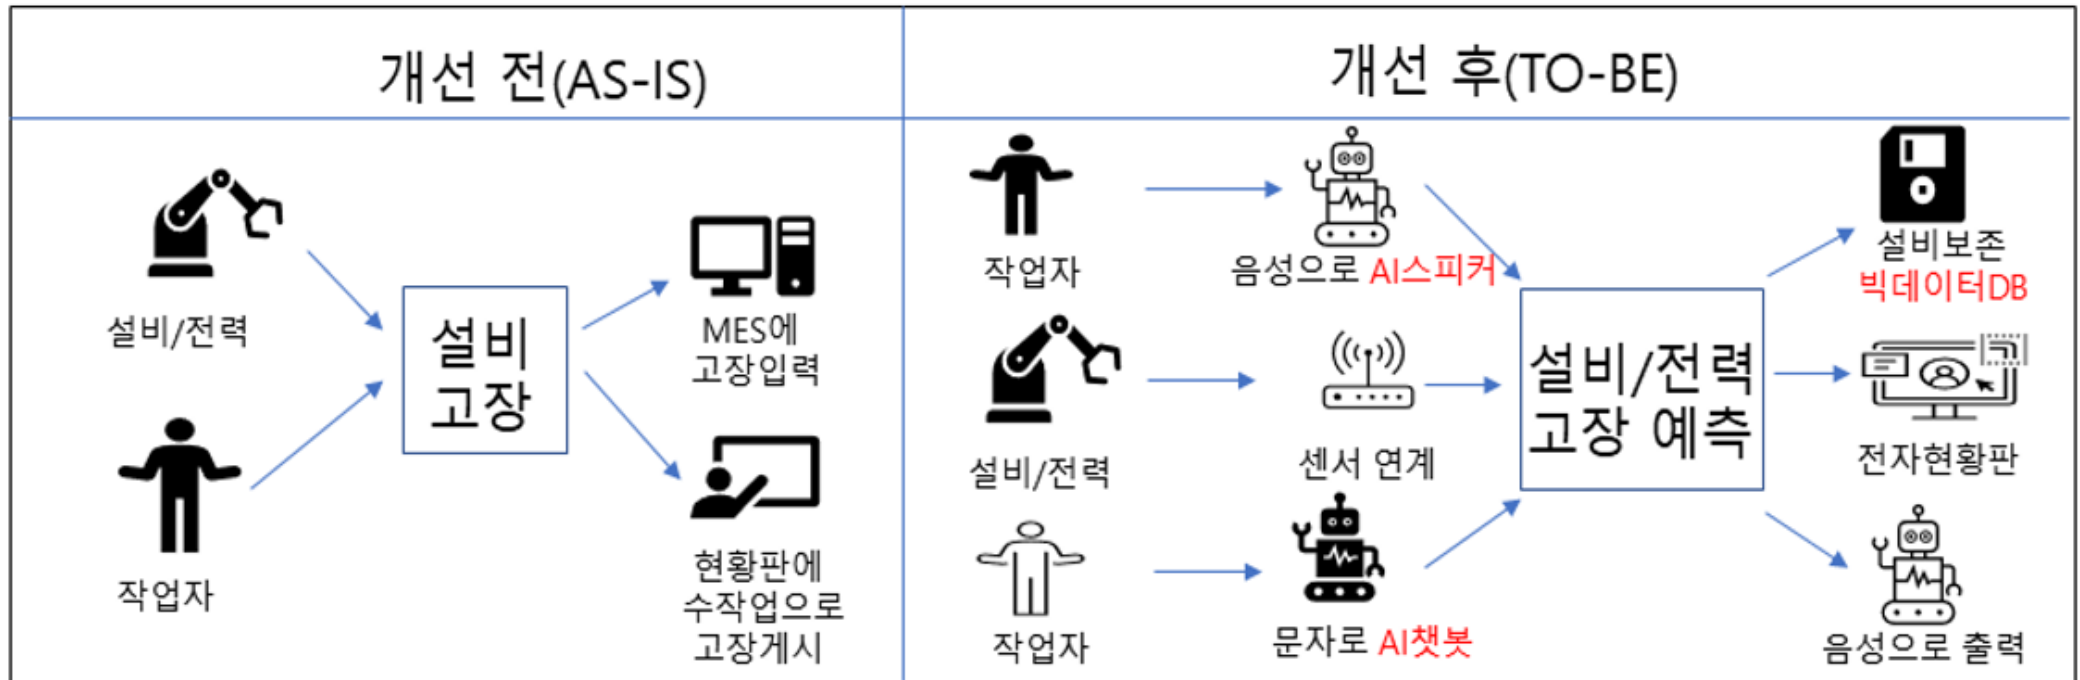 개선 전(AS-IS)
설비/전력
작업자
설비
고장
MES에
고장입력
현황판에
수작업으로
고장게시
개선 후(TO-BE)
작업자
음성으로 AI스피커
설비/전력
센서 연계
작업자
문자로 AI챗봇
설비/전력
고장 예측
설비보존
빅데이터DB
전자현황판
음성으로 출력